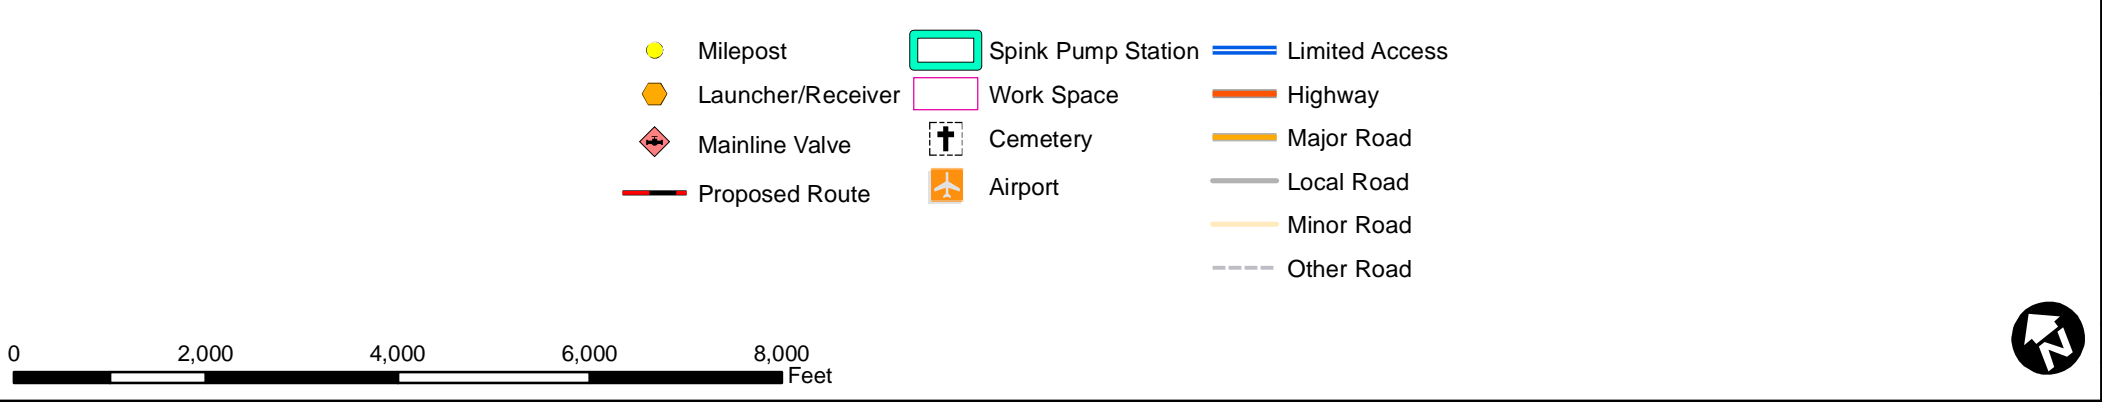 Milepost
Launcher/Receiver
Mainline Valve
Proposed Route
Spink Pump Station
Work Space
Cemetery
Airport
Limited Access
Highway
Major Road
Local Road
Minor Road
Other Road
0 2,000 4,000 6,000 8,000
Feet
N